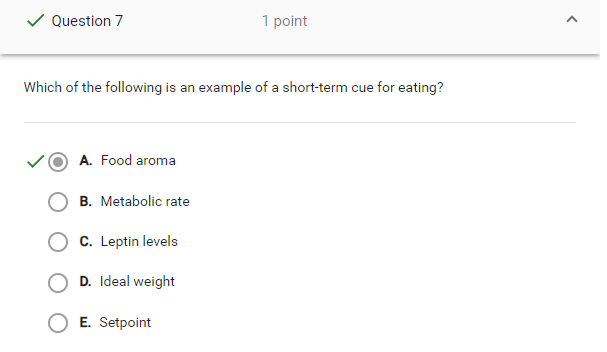 Question 7 1 point
Which of the following is an example of a short-term cue for eating?
A. Food aroma
B. Metabolic rate
C. Leptin levels
D. Ideal weight
E. Setpoint